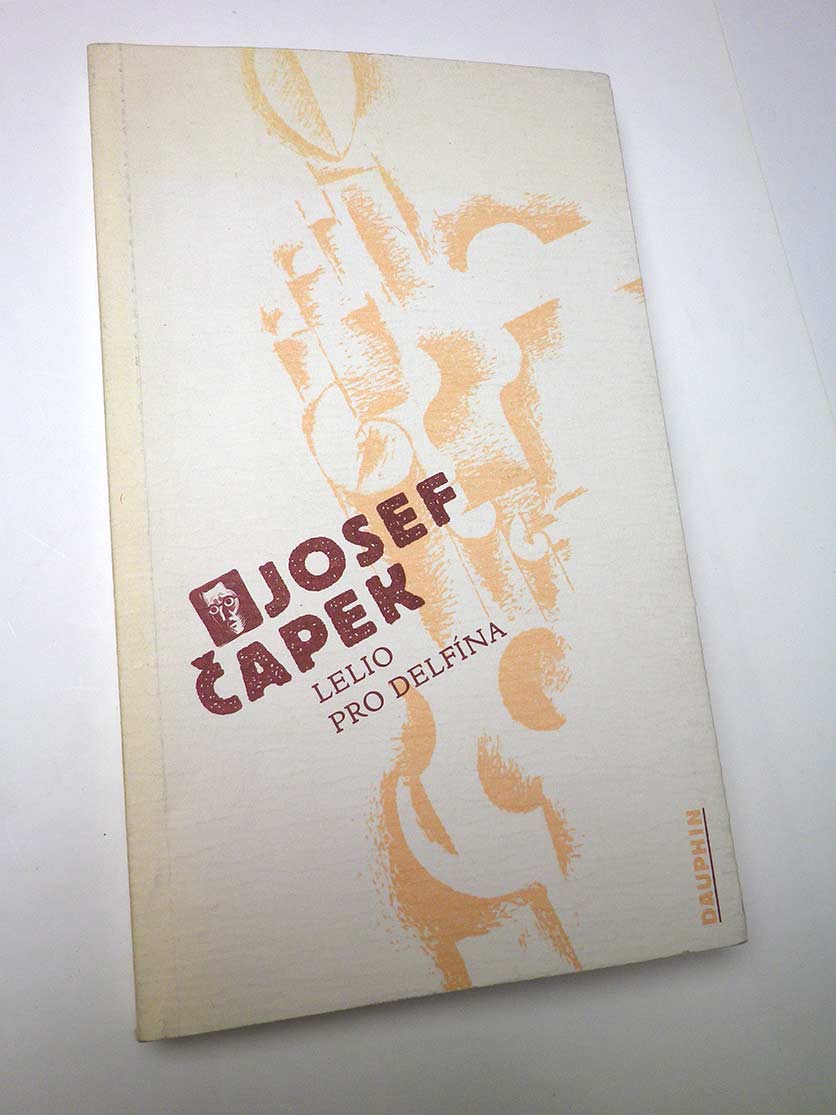 JOSEF
ČAPEK
LELIO
PRO DELFÍNA
DAUPHIN